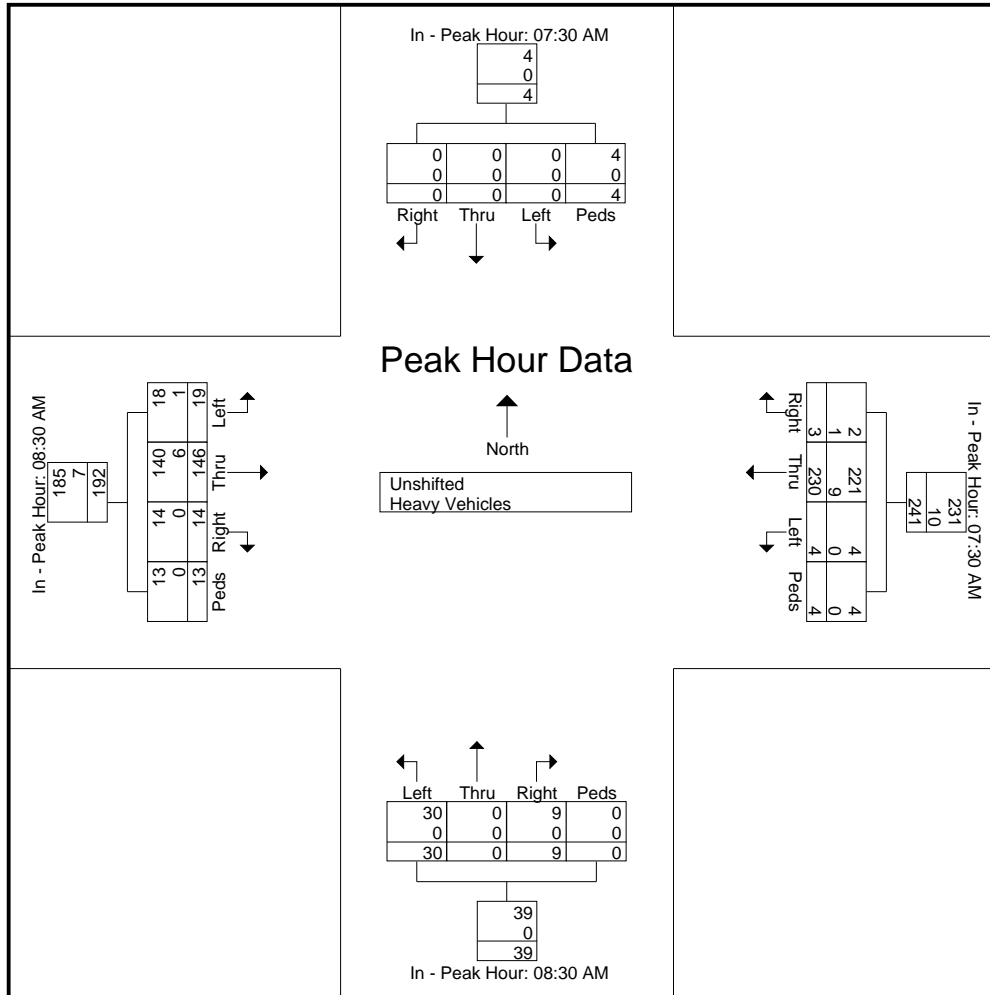 In - Peak Hour: 07:30 AM
4
0
4
0 0 0 4
0 0 0 0
0 0 0 4
Right Thru Left Peds
Peak Hour Data
North
Unshifted
Heavy Vehicles
In - Peak Hour: 08:30 AM
185
7
192
18 140 14 13
1 6 0 0
19 146 14 13
Left Thru Right Peds
In - Peak Hour: 07:30 AM
231
10
241
2 221 4 4
1 9 0 0
3 230 4 4
Right Thru Left Peds
Left Thru Right Peds
30 0 9 0
0 0 0 0
30 0 9 0
39
0
39
In - Peak Hour: 08:30 AM